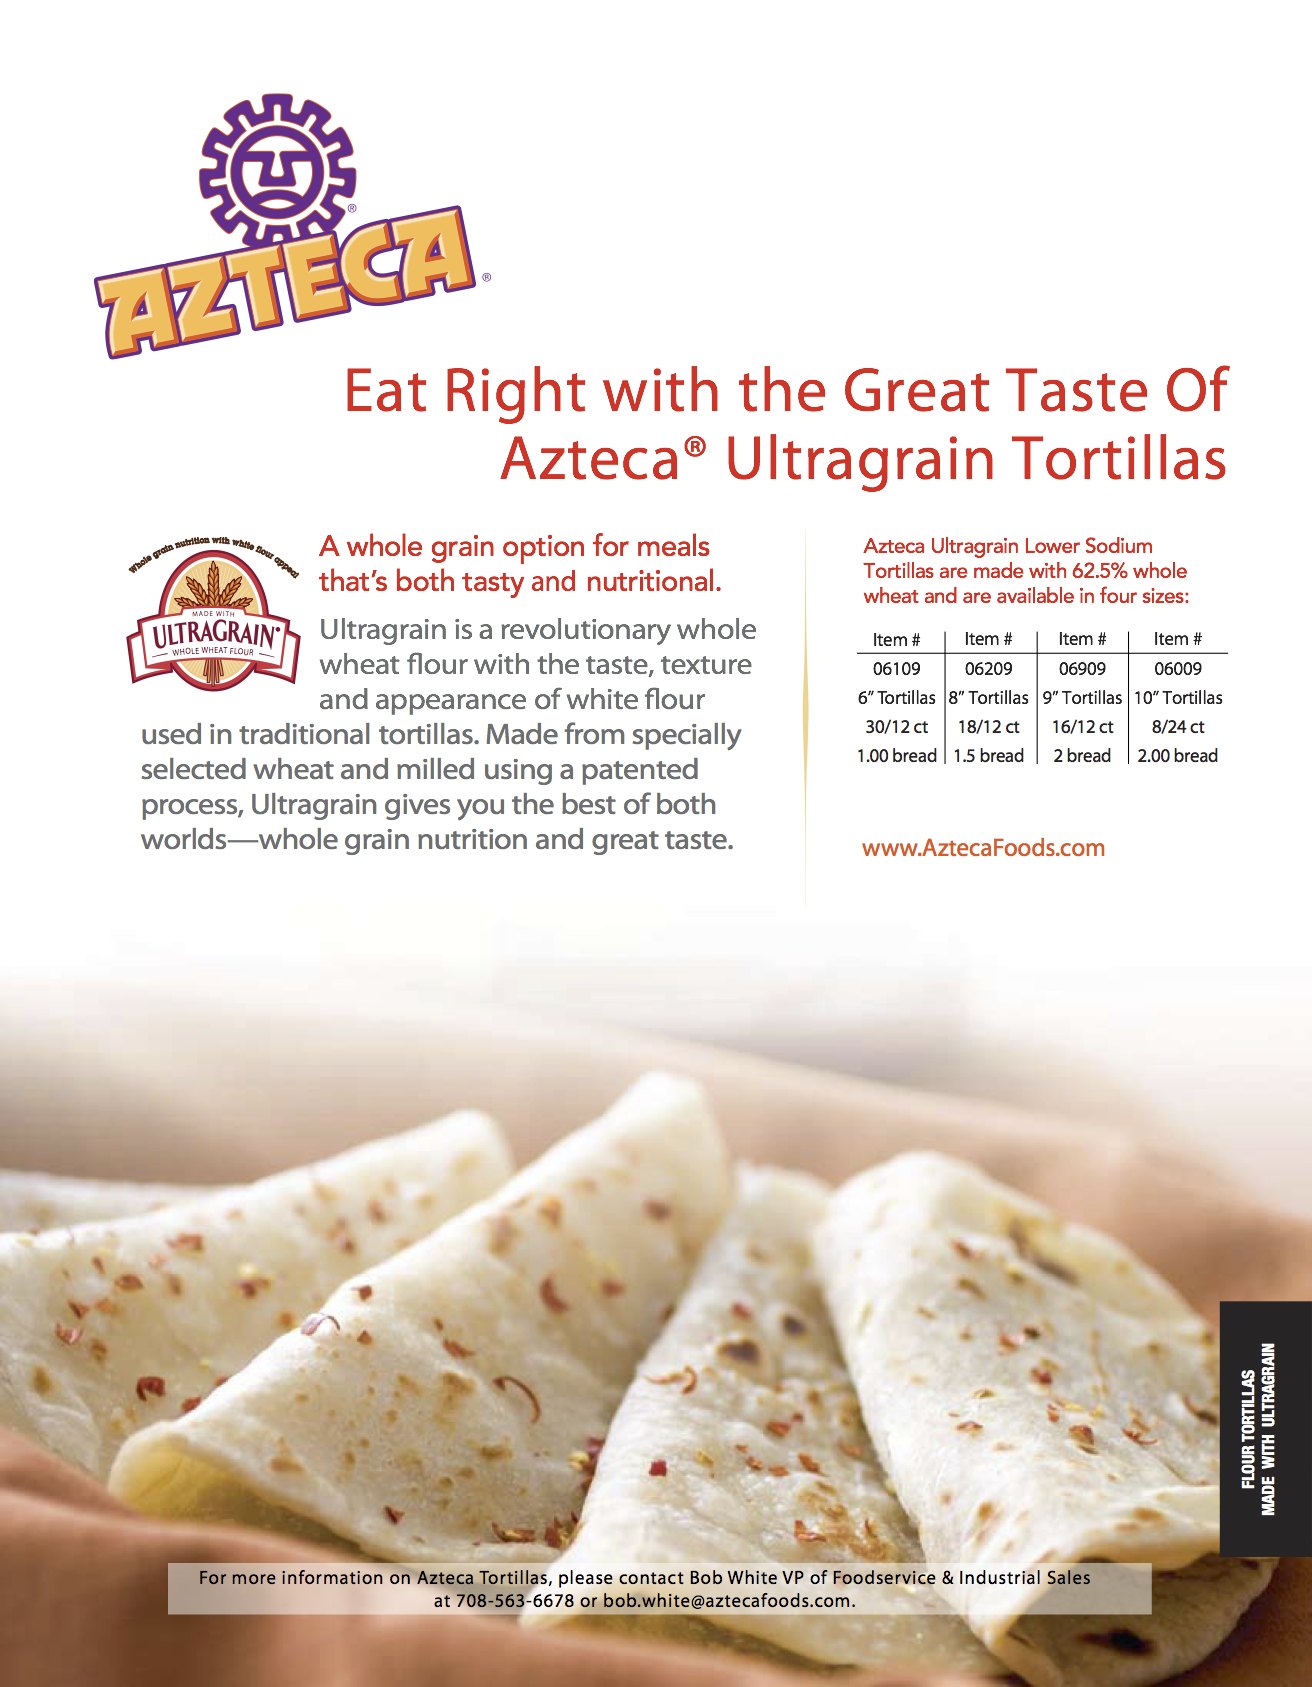 AZTECA
®
®
Eat Right with the Great Taste Of
Azteca® Ultragrain Tortillas
Whole grain nutrition with white flour appeal
MADE WITH
ULTRAGRAIN®
WHOLE WHEAT FLOUR
A whole grain option for meals
that’s both tasty and nutritional.
Ultragrain is a revolutionary whole
wheat flour with the taste, texture
and appearance of white flour
used in traditional tortillas. Made from specially
selected wheat and milled using a patented
process, Ultragrain gives you the best of both
worlds—whole grain nutrition and great taste.
Azteca Ultragrain Lower Sodium
Tortillas are made with 62.5% whole
wheat and are available in four sizes:
Item # Item # Item # Item #
06109 06209 06909 06009
6” Tortillas 8” Tortillas 9” Tortillas 10” Tortillas
30/12 ct 18/12 ct 16/12 ct 8/24 ct
1.00 bread 1.5 bread 2 bread 2.00 bread
www.AztecaFoods.com
FLOUR TORTILLAS
MADE WITH ULTRAGRAIN
For more information on Azteca Tortillas, please contact Bob White VP of Foodservice & Industrial Sales
at 708-563-6678 or bob.white@aztecafoods.com.